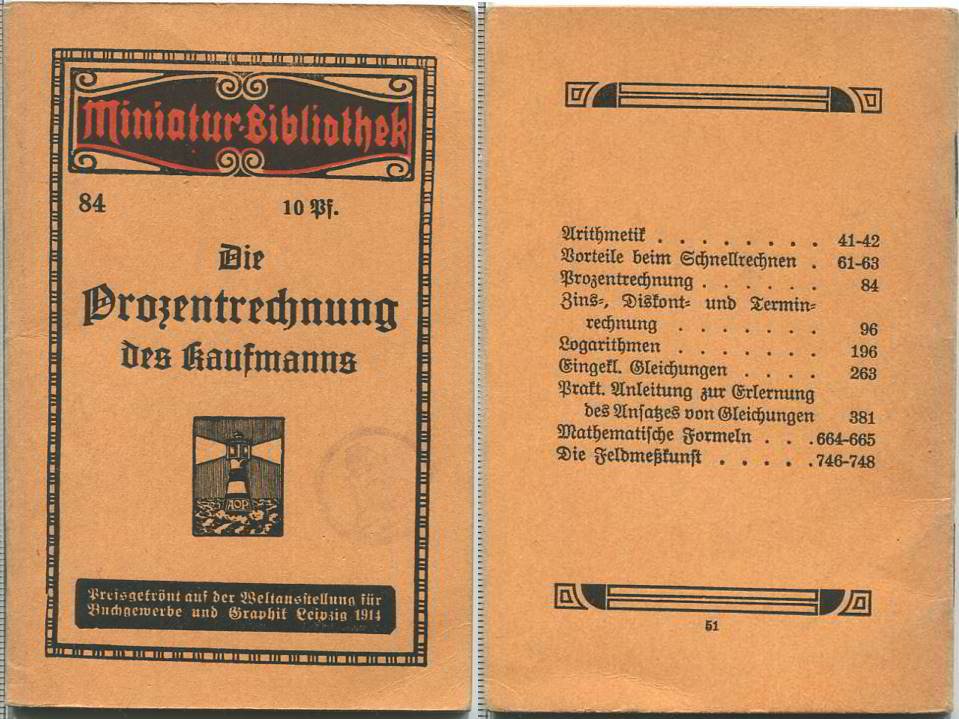 Miniatur-Bibliothek
84
10 Pf.
Die
Prozentrechnung
des Kaufmanns
AOP
Preisgekrönt auf der Weltausstellung für
Buchgewerbe und Graphik Leipzig 1914
Arithmetik . . . . . . . . 41-42
Vorteile beim Schnellrechnen . 61-63
Prozentrechnung . . . . . . 84
Zins-, Diskont- und Termin-
rechnung . . . . . . . 96
Logarithmen . . . . . . . 196
Eingekl. Gleichungen . . . . 263
Prakt. Anleitung zur Erlernung
des Ansatzes von Gleichungen 381
Mathematische Formeln . . . 664-665
Die Feldmeßkunst . . . . . 746-748
51